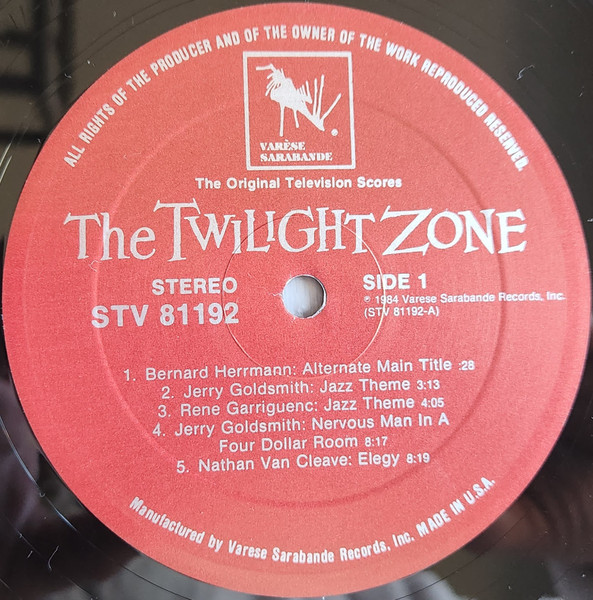 ALL RIGHTS OF THE PRODUCER AND OF THE OWNER OF THE WORK REPRODUCED RESERVED.
VARÈSE
SARABANDE
The Original Television Scores
The TWILIGHT ZONE
STEREO
STV 81192
SIDE 1
℗ 1984 Varese Sarabande Records, Inc.
(STV 81192-A)
1. Bernard Herrmann: Alternate Main Title :28
2. Jerry Goldsmith: Jazz Theme 3:13
3. Rene Garriguenc: Jazz Theme 4:05
4. Jerry Goldsmith: Nervous Man In A
Four Dollar Room 8:17
5. Nathan Van Cleave: Elegy 8:19
Manufactured by Varese Sarabande Records, Inc. MADE IN U.S.A.